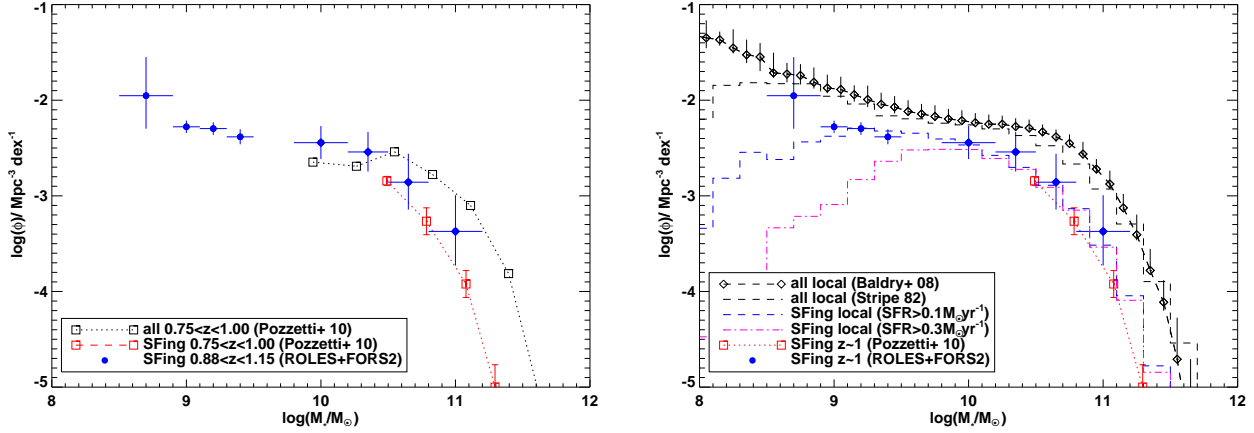 -1
-2
-3
-4
-5
log(ϕ)/ Mpc⁻³ dex⁻¹
all 0.75<z<1.00 (Pozzetti+ 10)
SFing 0.75<z<1.00 (Pozzetti+ 10)
SFing 0.88<z<1.15 (ROLES+FORS2)
8 9 10 11 12
log(M*/M☉)
-1
-2
-3
-4
-5
log(ϕ)/ Mpc⁻³ dex⁻¹
all local (Baldry+ 08)
all local (Stripe 82)
SFing local (SFR>0.1M☉yr⁻¹)
SFing local (SFR>0.3M☉yr⁻¹)
SFing z~1 (Pozzetti+ 10)
SFing z~1 (ROLES+FORS2)
8 9 10 11 12
log(M*/M☉)